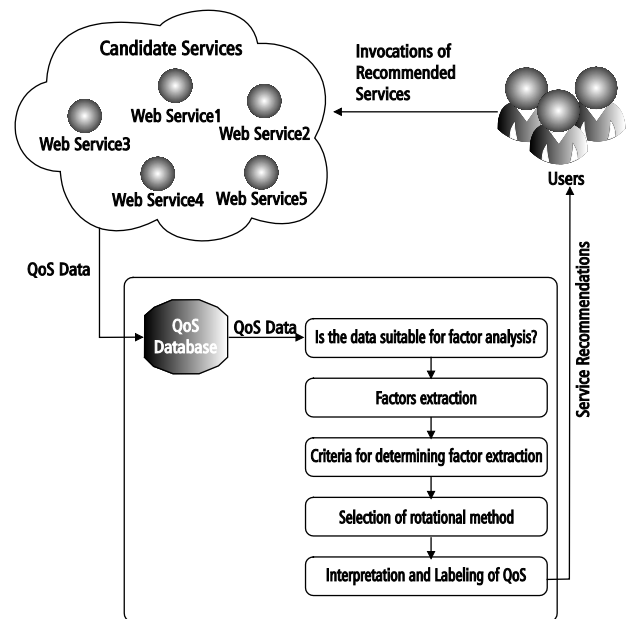 Candidate Services
Web Service1
Web Service2
Web Service3
Web Service4
Web Service5
Invocations of
Recommended
Services
Users
QoS Data
QoS
Database
QoS Data
Is the data suitable for factor analysis?
Factors extraction
Criteria for determining factor extraction
Selection of rotational method
Interpretation and Labeling of QoS
Service Recommendations